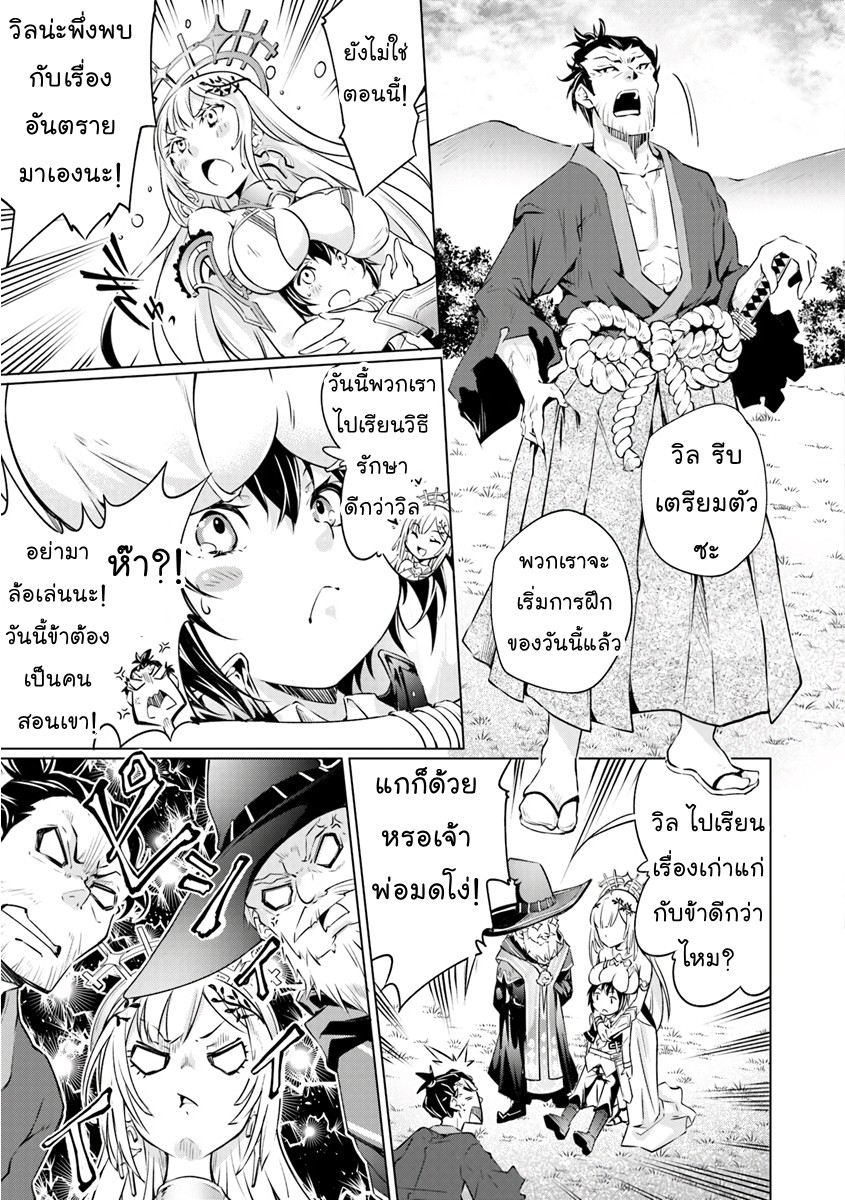 วิล รีบ
เตรียมตัว
ซะ
พวกเราจะ
เริ่มการฝึก
ของวันนี้แล้ว
ยังไม่ใช่
ตอนนี้!
วิลน่ะพึ่งพบ
กับเรื่อง
อันตราย
มาเองนะ!
ぎゅっ
วันนี้พวกเรา
ไปเรียนวิธี
รักษา
ดีกว่าวิล
ห๊า?!
อย่ามา
ล้อเล่นนะ!
วันนี้ข้าต้อง
เป็นคน
สอนเขา!
วิล ไปเรียน
เรื่องเก่าแก่
กับข้าดีกว่า
ไหม?
แกก็ด้วย
หรอเจ้า
พ่อมดโง่!
ピシ
イイイ